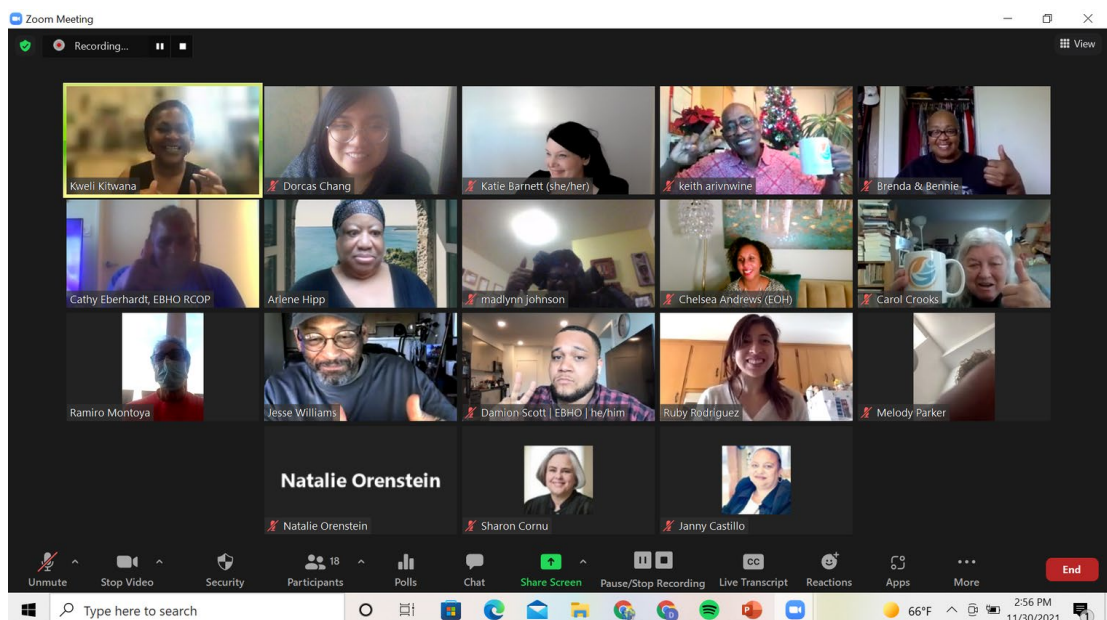 Zoom Meeting
Recording...
View
Kweli Kitwana
Dorcas Chang
Katie Barnett (she/her)
keith arivnwine
Brenda & Bennie
Cathy Eberhardt, EBHO RCOP
Arlene Hipp
madlynn johnson
Chelsea Andrews (EOH)
Carol Crooks
Ramiro Montoya
Jesse Williams
Damion Scott | EBHO | he/him
Ruby Rodriguez
Melody Parker
Natalie Orenstein
Natalie Orenstein
Sharon Cornu
Janny Castillo
18
CC
Unmute
Stop Video
Security
Participants
Polls
Chat
Share Screen
Pause/Stop Recording
Live Transcript
Reactions
Apps
More
End
Type here to search
66°F
2:56 PM
11/30/2021
1